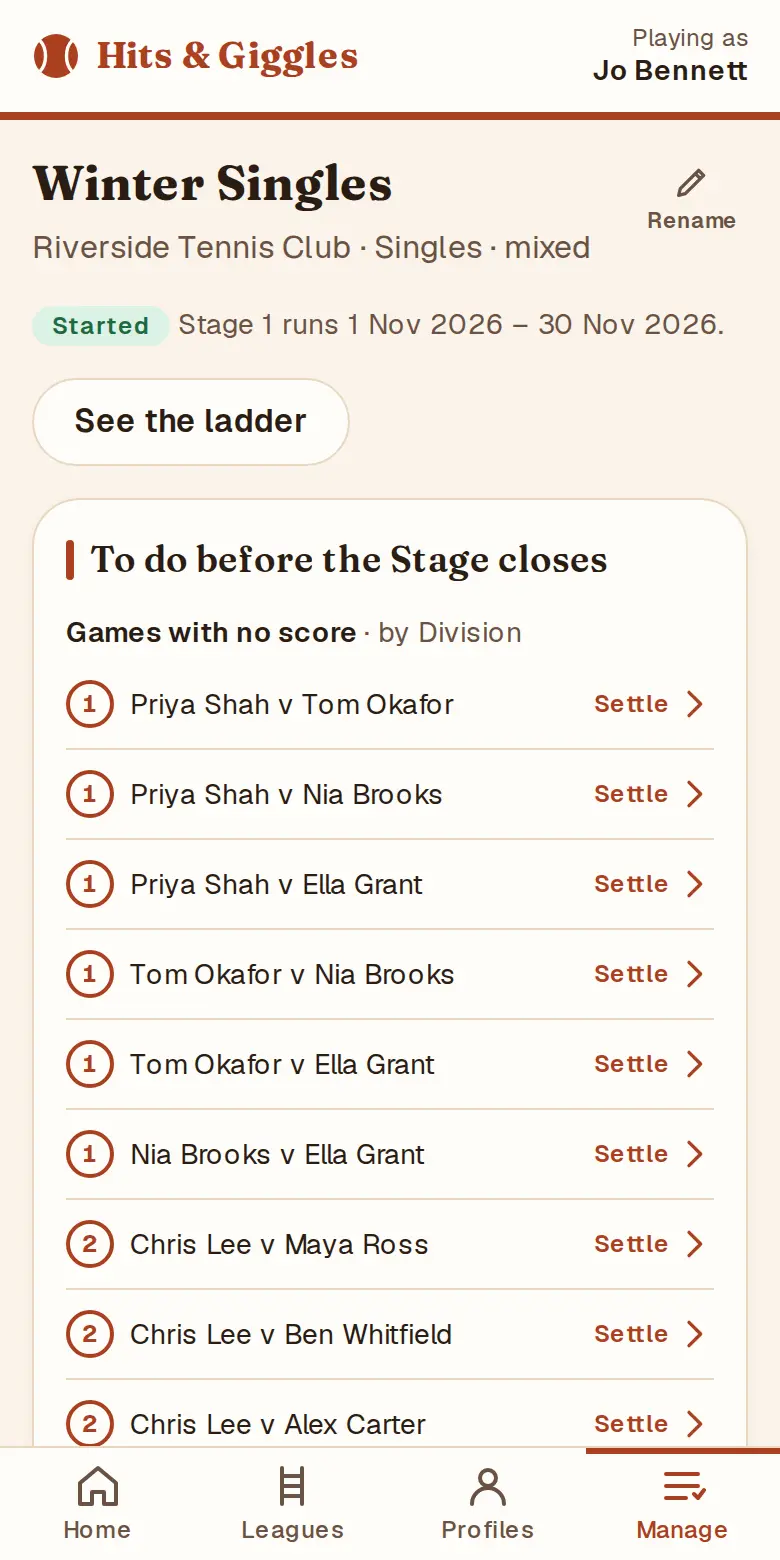 Hits & Giggles
Playing as
Jo Bennett
Winter Singles
Rename
Riverside Tennis Club · Singles · mixed
Started Stage 1 runs 1 Nov 2026 – 30 Nov 2026.
See the ladder
To do before the Stage closes
Games with no score · by Division
1 Priya Shah v Tom Okafor Settle
1 Priya Shah v Nia Brooks Settle
1 Priya Shah v Ella Grant Settle
1 Tom Okafor v Nia Brooks Settle
1 Tom Okafor v Ella Grant Settle
1 Nia Brooks v Ella Grant Settle
2 Chris Lee v Maya Ross Settle
2 Chris Lee v Ben Whitfield Settle
2 Chris Lee v Alex Carter Settle
Home Leagues Profiles Manage